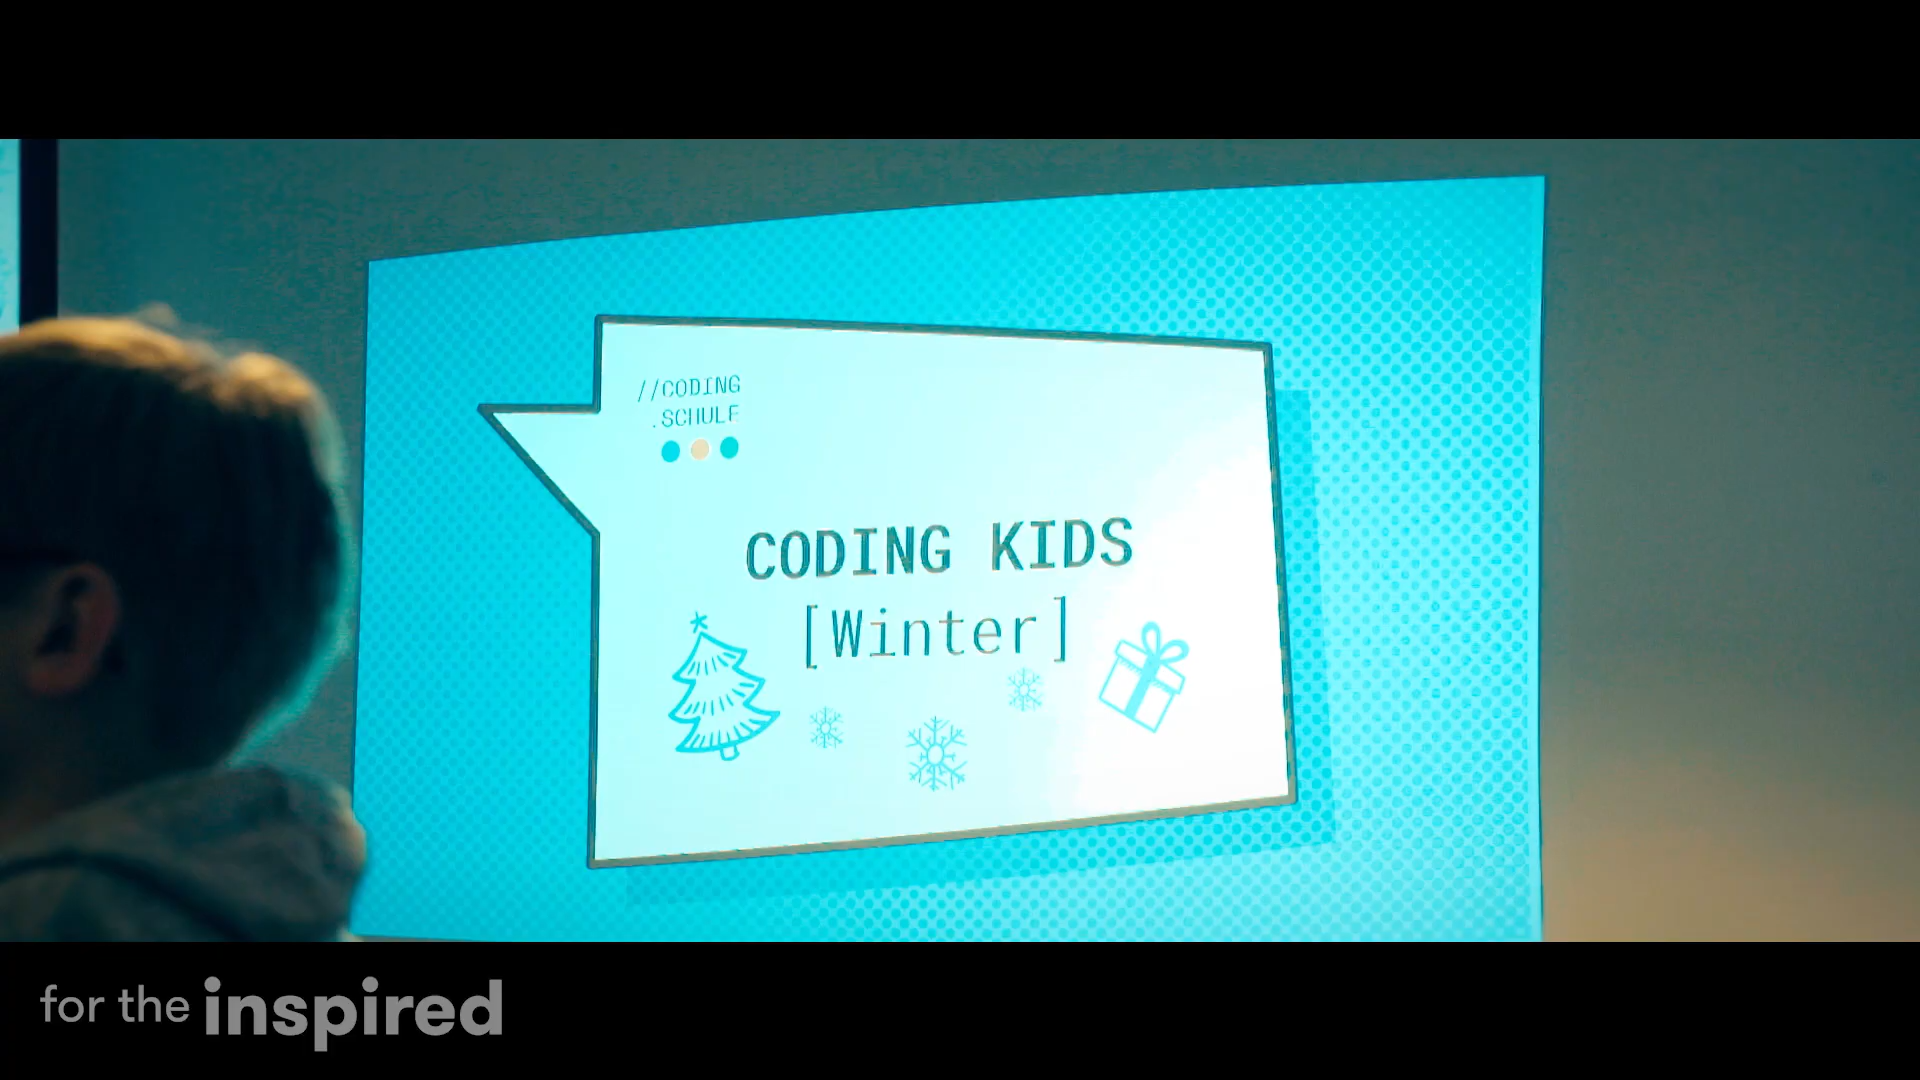 //CODING
.SCHULE
CODING KIDS
[Winter]
for the inspired